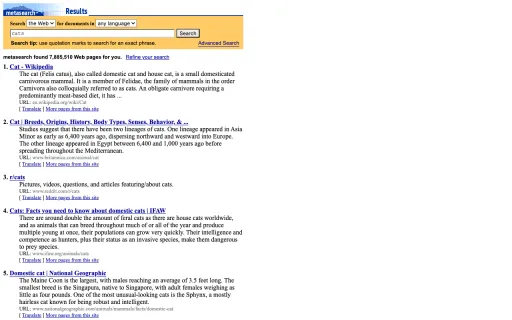 metasearch Results
Search the Web for documents in any language
cats Search
Search tip: use quotation marks to search for an exact phrase. Advanced Search
metasearch found 7,885,510 Web pages for you. Refine your search
1. Cat - Wikipedia
The cat (Felis catus), also called domestic cat and house cat, is a small domesticated
carnivorous mammal. It is a member of Felidae, the family of mammals in the order
Carnivora also colloquially referred to as cats. An obligate carnivore requiring a
predominantly meat-based diet, it has ...
URL: en.wikipedia.org/wiki/Cat
[ Translate | More pages from this site
2. Cat | Breeds, Origins, History, Body Types, Senses, Behavior, & ...
Studies suggest that there have been two lineages of cats. One lineage appeared in Asia
Minor as early as 6,400 years ago, dispersing northward and westward into Europe.
The other lineage appeared in Egypt between 6,400 and 1,000 years ago before
spreading throughout the Mediterranean.
URL: www.britannica.com/animal/cat
[ Translate | More pages from this site
3. r/cats
Pictures, videos, questions, and articles featuring/about cats.
URL: www.reddit.com/r/cats
[ Translate | More pages from this site
4. Cats: Facts you need to know about domestic cats | IFAW
There are around double the amount of feral cats as there are house cats worldwide,
and as animals that can breed throughout much of or all of the year and produce
multiple young at once, their populations can grow very quickly. Their intelligence and
competence as hunters, plus their status as an invasive species, make them dangerous
to prey species.
URL: www.ifaw.org/animals/cats
[ Translate | More pages from this site
5. Domestic cat | National Geographic
The Maine Coon is the largest, with males reaching an average of 3.5 feet long. The
smallest breed is the Singapura, native to Singapore, with adult females weighing as
little as four pounds. One of the most unusual-looking cats is the Sphynx, a mostly
hairless cat known for being robust and intelligent.
URL: www.nationalgeographic.com/animals/mammals/facts/domestic-cat
[ Translate | More pages from this site